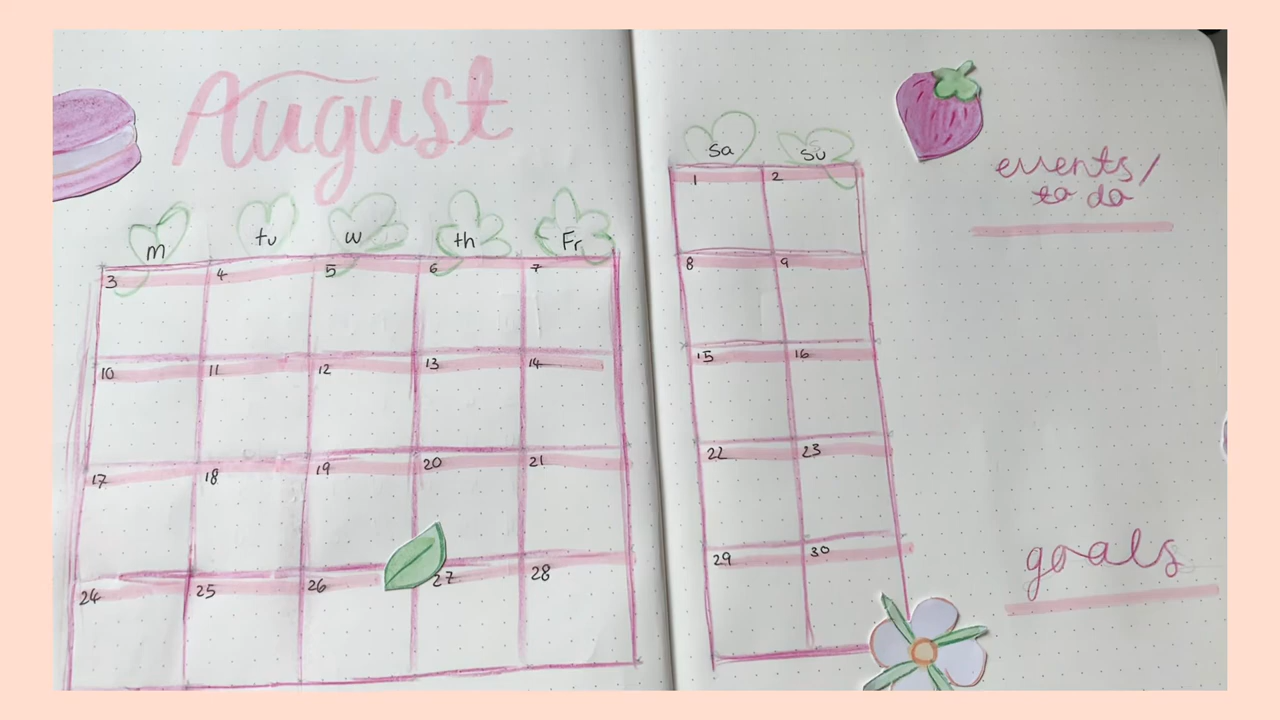 August
m tu w th Fr
3 4 5 6 7
10 11 12 13 14
17 18 19 20 21
24 25 26 27 28
sa su
1 2
8 9
15 16
22 23
29 30
events/
to do
goals